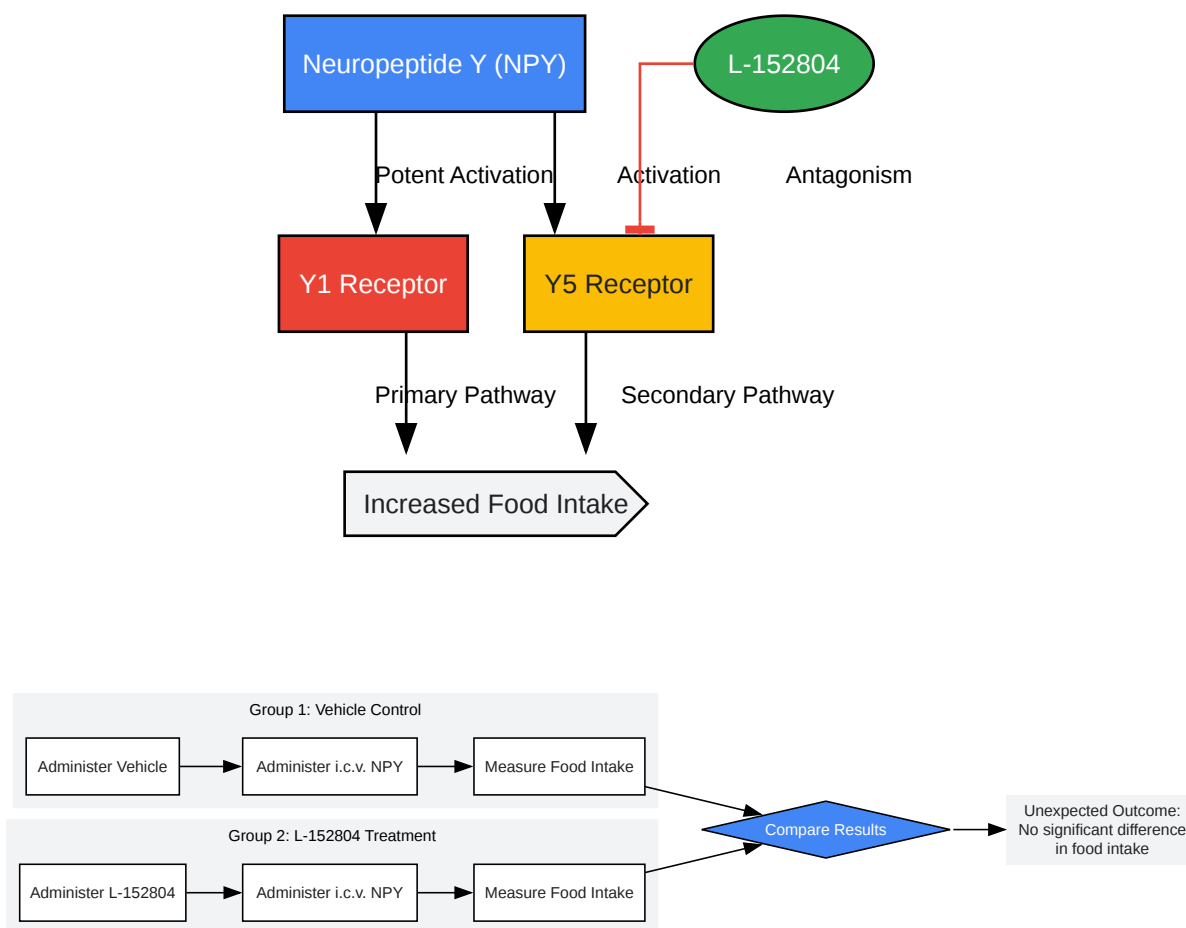 Neuropeptide Y (NPY)
L-152804
Potent Activation
Activation
Antagonism
Y1 Receptor
Y5 Receptor
Primary Pathway
Secondary Pathway
Increased Food Intake
Group 1: Vehicle Control
Administer Vehicle
Administer i.c.v. NPY
Measure Food Intake
Group 2: L-152804 Treatment
Administer L-152804
Administer i.c.v. NPY
Measure Food Intake
Compare Results
Unexpected Outcome:
No significant difference
in food intake